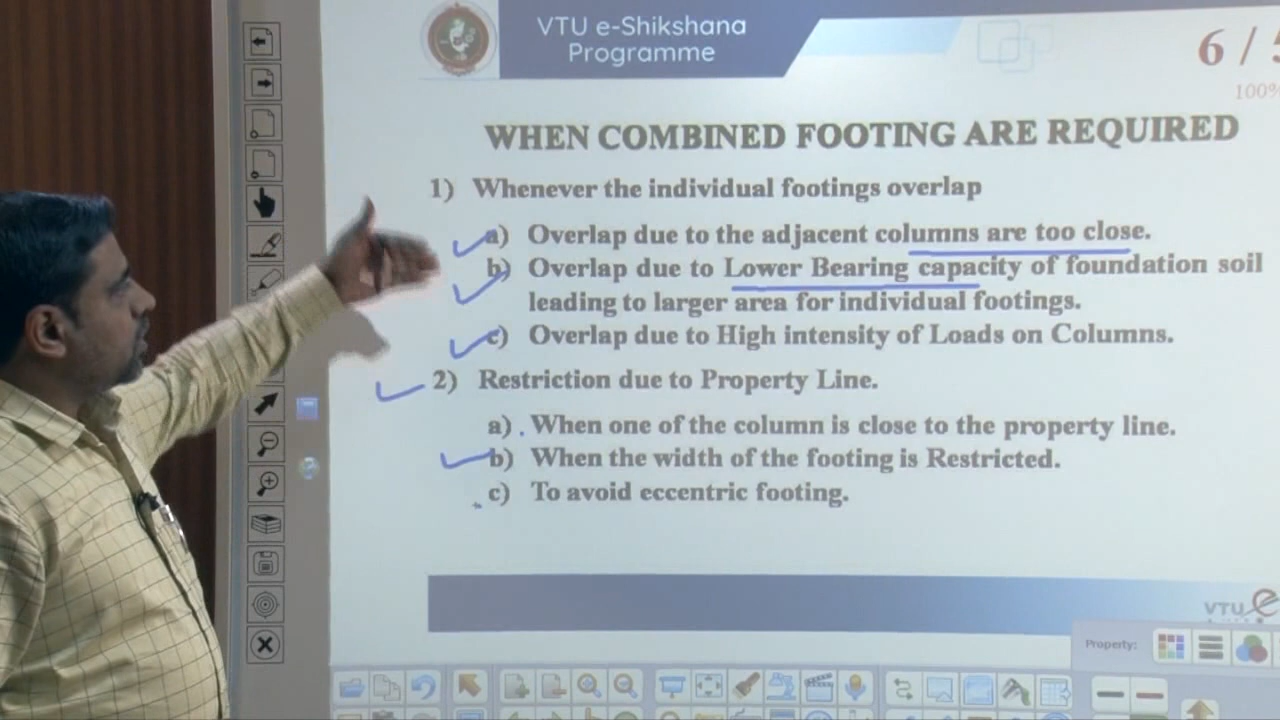 VTU e-Shikshana
Programme
6 / 5
100%
WHEN COMBINED FOOTING ARE REQUIRED
1) Whenever the individual footings overlap
a) Overlap due to the adjacent columns are too close.
b) Overlap due to Lower Bearing capacity of foundation soil
leading to larger area for individual footings.
c) Overlap due to High intensity of Loads on Columns.
2) Restriction due to Property Line.
a) . When one of the column is close to the property line.
b) When the width of the footing is Restricted.
c) To avoid eccentric footing.
VTU e
Property: